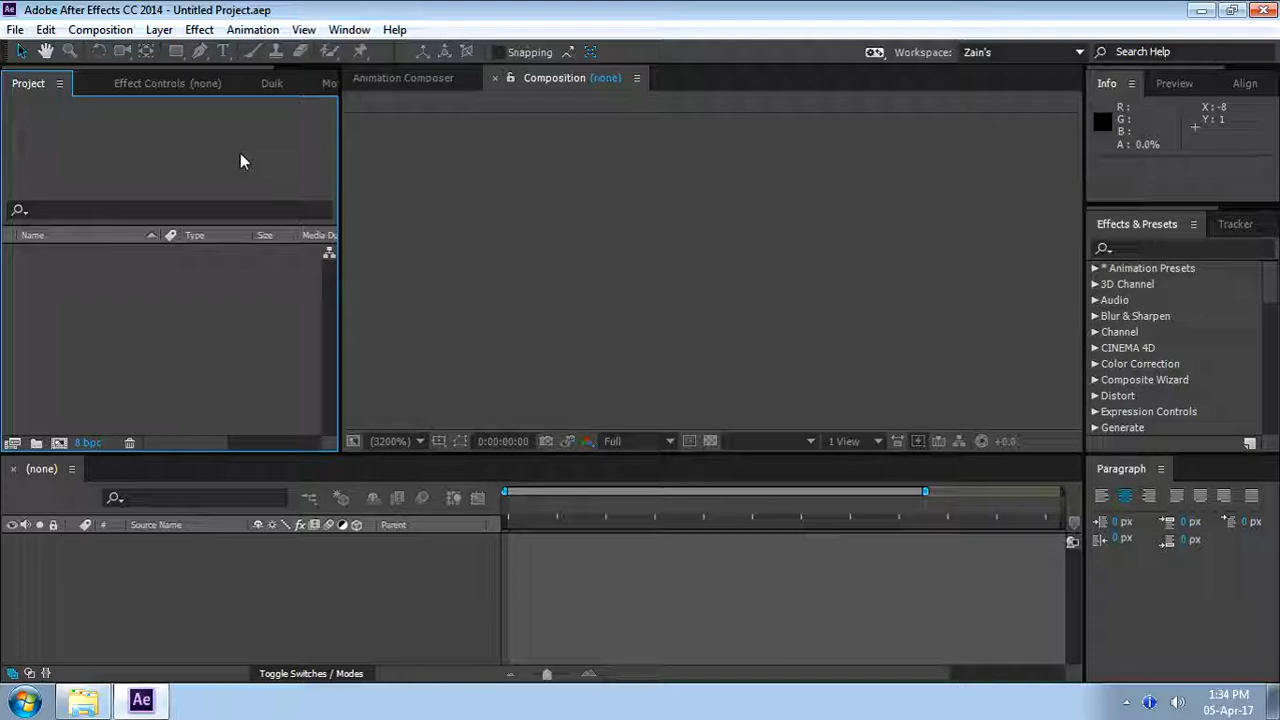 Adobe After Effects CC 2014 - Untitled Project.aep
File Edit Composition Layer Effect Animation View Window Help
Snapping Workspace: Zain's Search Help
Project Effect Controls (none) Duik Mo
Animation Composer Composition (none)
Info Preview Align
R :
G :
B :
A : 0.0%
X : -8
Y : 1
Name Type Size Media Du
Effects & Presets Tracker
* Animation Presets
3D Channel
Audio
Blur & Sharpen
Channel
CINEMA 4D
Color Correction
Composite Wizard
Distort
Expression Controls
Generate
8 bpc
(3200%) 0:00:00:00 Full 1 View +0.0
(none)
# Source Name Parent
Paragraph
0 px 0 px 0 px
0 px 0 px
Toggle Switches / Modes
Ae
1:34 PM
05-Apr-17